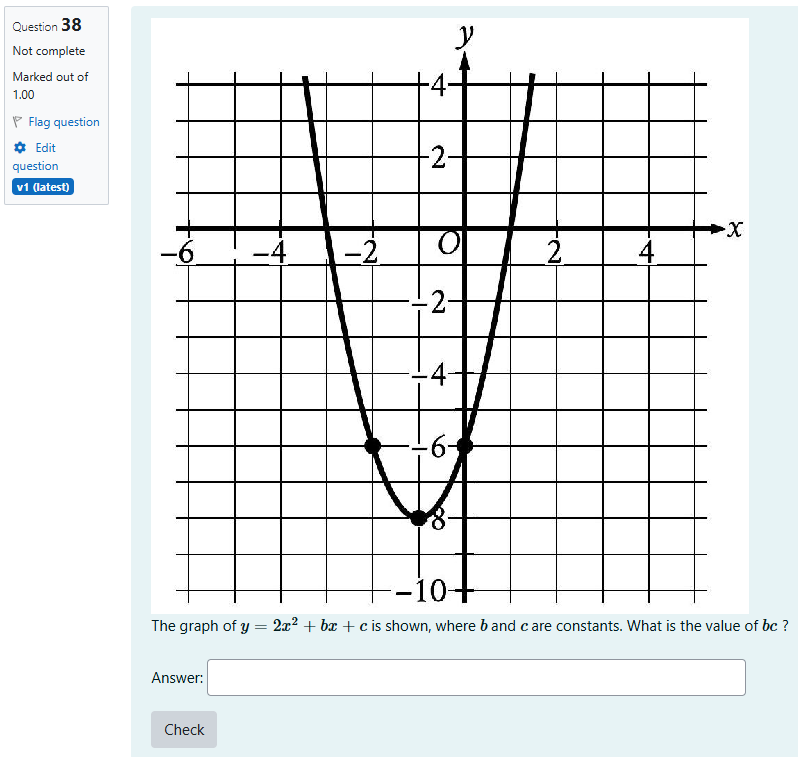 Question 38
Not complete
Marked out of
1.00
Flag question
Edit
question
v1 (latest)
y
4
2
-6
-4
-2
O
2
4
x
-2
-4
-6
-8
-10
The graph of y = 2x² + bx + c is shown, where b and c are constants. What is the value of bc ?
Answer:
Check